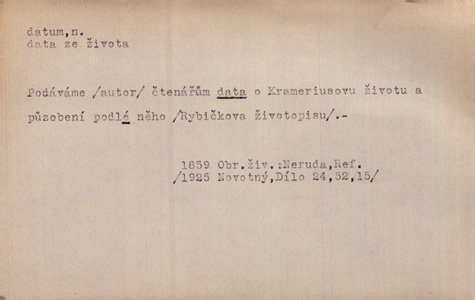 datum,n.
data ze života
Podáváme /autor/ čtenářům data o Krameriusovu životu a
působení podlé něho /Rybičkova životopisu/.-
1859 Obr.živ.:Neruda,Ref.
/1925 Novotný,Dílo 24,52,15/